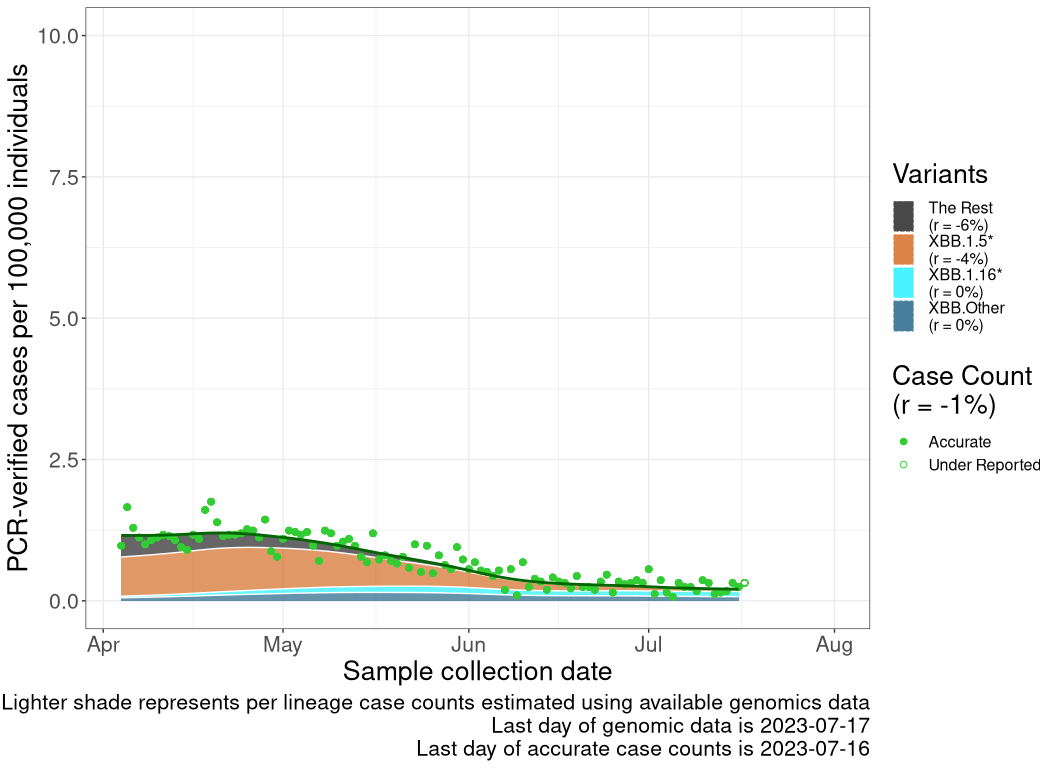 PCR-verified cases per 100,000 individuals
10.0
7.5
5.0
2.5
0.0
Apr
May
Jun
Jul
Aug
Sample collection date
Lighter shade represents per lineage case counts estimated using available genomics data
Last day of genomic data is 2023-07-17
Last day of accurate case counts is 2023-07-16
Variants
The Rest
(r = -6%)
XBB.1.5*
(r = -4%)
XBB.1.16*
(r = 0%)
XBB.Other
(r = 0%)
Case Count
(r = -1%)
Accurate
Under Reported